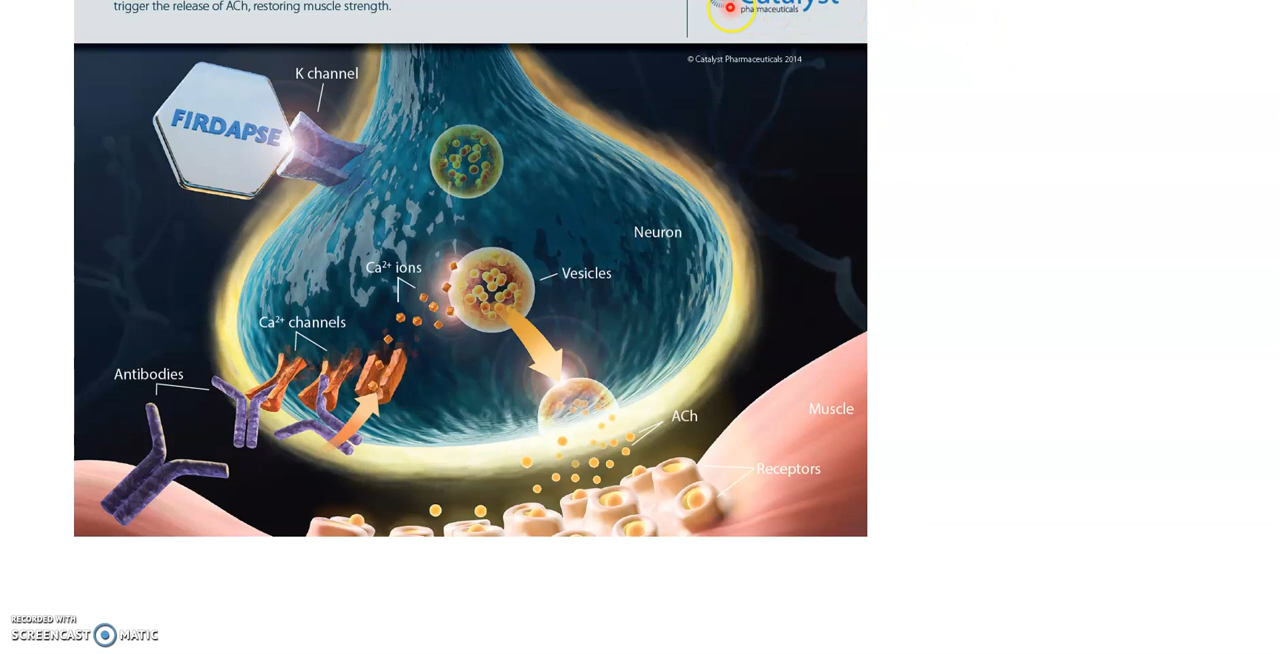 trigger the release of ACh, restoring muscle strength.
Catalyst
pharmaceuticals
© Catalyst Pharmaceuticals 2014
K channel
FIRDAPSE
Neuron
Ca²⁺ ions
Vesicles
Ca²⁺ channels
Antibodies
Muscle
ACh
Receptors
RECORDED WITH
SCREENCAST MATIC